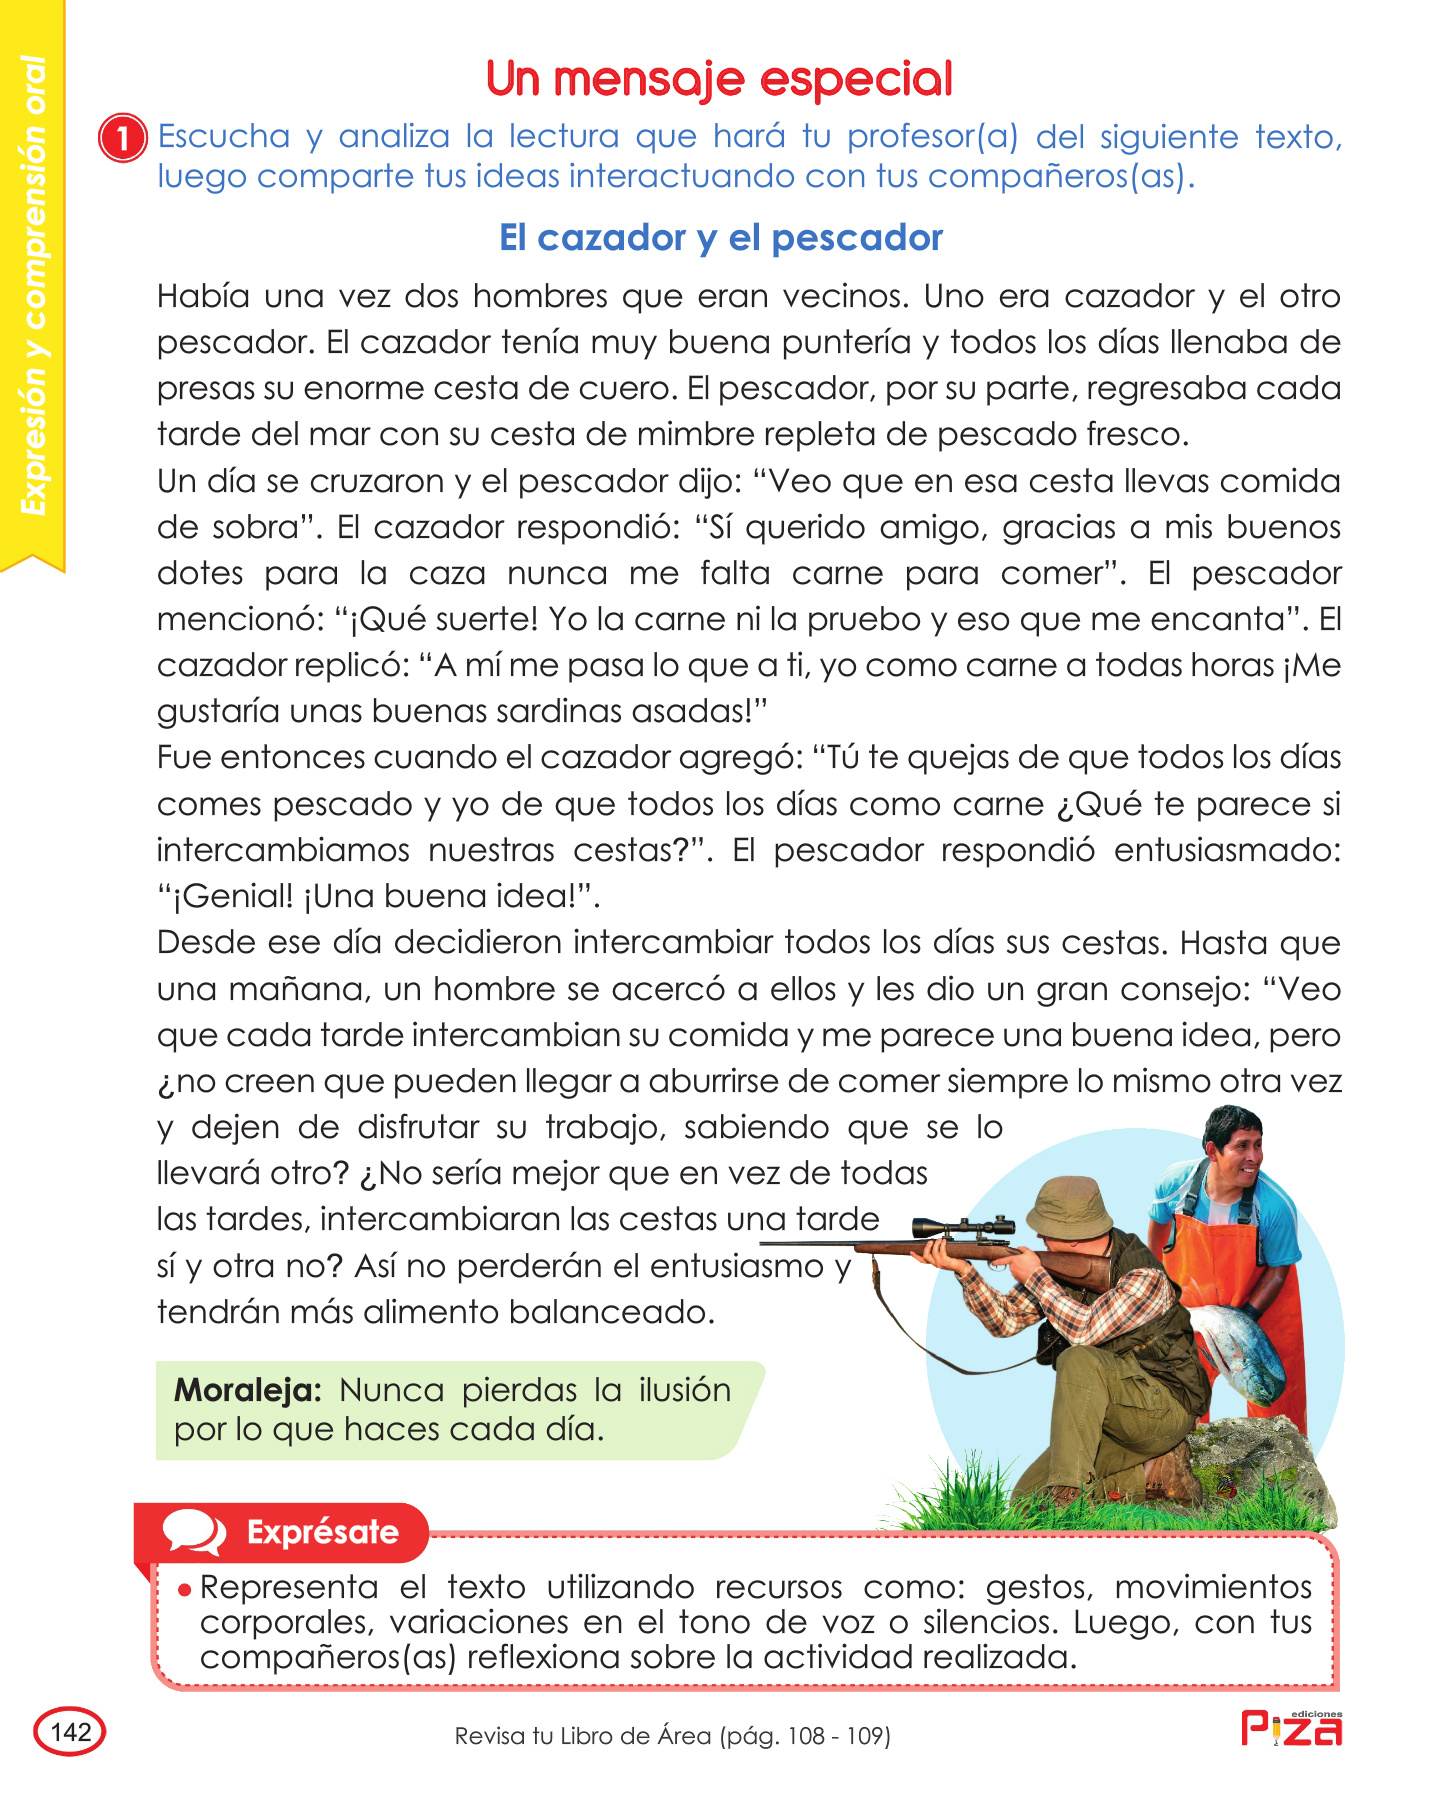 Expresión y comprensión oral
Un mensaje especial
1 Escucha y analiza la lectura que hará tu profesor(a) del siguiente texto,
luego comparte tus ideas interactuando con tus compañeros(as).
El cazador y el pescador
Había una vez dos hombres que eran vecinos. Uno era cazador y el otro
pescador. El cazador tenía muy buena puntería y todos los días llenaba de
presas su enorme cesta de cuero. El pescador, por su parte, regresaba cada
tarde del mar con su cesta de mimbre repleta de pescado fresco.
Un día se cruzaron y el pescador dijo: “Veo que en esa cesta llevas comida
de sobra”. El cazador respondió: “Sí querido amigo, gracias a mis buenos
dotes para la caza nunca me falta carne para comer”. El pescador
mencionó: “¡Qué suerte! Yo la carne ni la pruebo y eso que me encanta”. El
cazador replicó: “A mí me pasa lo que a ti, yo como carne a todas horas ¡Me
gustaría unas buenas sardinas asadas!”
Fue entonces cuando el cazador agregó: “Tú te quejas de que todos los días
comes pescado y yo de que todos los días como carne ¿Qué te parece si
intercambiamos nuestras cestas?”. El pescador respondió entusiasmado:
“¡Genial! ¡Una buena idea!”.
Desde ese día decidieron intercambiar todos los días sus cestas. Hasta que
una mañana, un hombre se acercó a ellos y les dio un gran consejo: “Veo
que cada tarde intercambian su comida y me parece una buena idea, pero
¿no creen que pueden llegar a aburrirse de comer siempre lo mismo otra vez
y dejen de disfrutar su trabajo, sabiendo que se lo
llevará otro? ¿No sería mejor que en vez de todas
las tardes, intercambiaran las cestas una tarde
sí y otra no? Así no perderán el entusiasmo y
tendrán más alimento balanceado.
Moraleja: Nunca pierdas la ilusión
por lo que haces cada día.
Exprésate
• Representa el texto utilizando recursos como: gestos, movimientos
corporales, variaciones en el tono de voz o silencios. Luego, con tus
compañeros(as) reflexiona sobre la actividad realizada.
142
Revisa tu Libro de Área (pág. 108 - 109)
ediciones
Piza